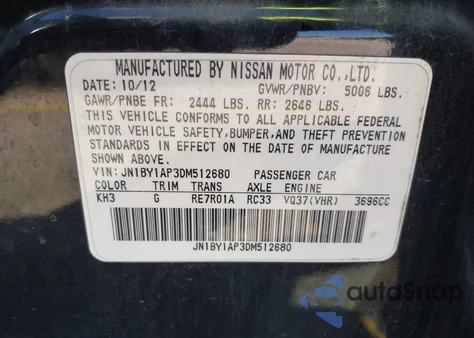 MANUFACTURED BY NISSAN MOTOR CO.,LTD.
DATE: 10/12 GVWR/PNBV: 5006 LBS.
GAWR/PNBE FR: 2444 LBS. RR: 2646 LBS.
THIS VEHICLE CONFORMS TO ALL APPLICABLE FEDERAL
MOTOR VEHICLE SAFETY, BUMPER, AND THEFT PREVENTION
STANDARDS IN EFFECT ON THE DATE OF MANUFACTURE
SHOWN ABOVE.
VIN: JN1BY1AP3DM512680 PASSENGER CAR
COLOR TRIM TRANS AXLE ENGINE
KH3 G RE7R01A RC33 VQ37(VHR) 3696CC
JN1BY1AP3DM512680
autoSnap